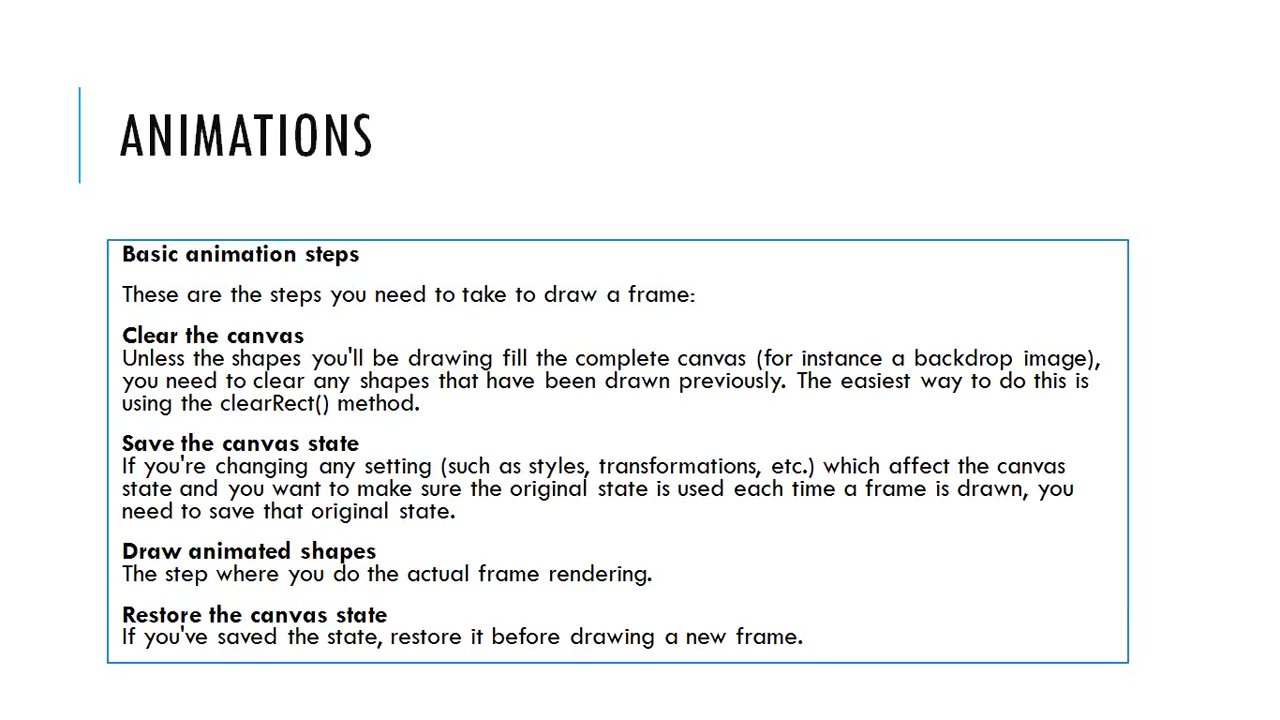 ANIMATIONS
Basic animation steps
These are the steps you need to take to draw a frame:
Clear the canvas
Unless the shapes you'll be drawing fill the complete canvas (for instance a backdrop image),
you need to clear any shapes that have been drawn previously. The easiest way to do this is
using the clearRect() method.
Save the canvas state
If you're changing any setting (such as styles, transformations, etc.) which affect the canvas
state and you want to make sure the original state is used each time a frame is drawn, you
need to save that original state.
Draw animated shapes
The step where you do the actual frame rendering.
Restore the canvas state
If you've saved the state, restore it before drawing a new frame.